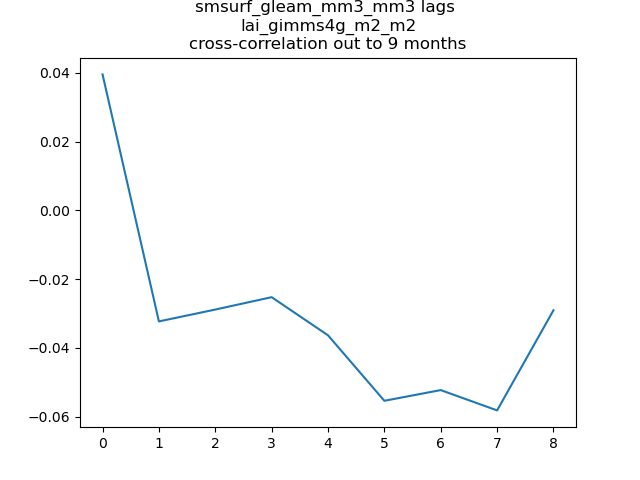 smsurf_gleam_mm3_mm3 lags
lai_gimms4g_m2_m2
cross-correlation out to 9 months
0.04
0.02
0.00
−0.02
−0.04
−0.06
0 1 2 3 4 5 6 7 8